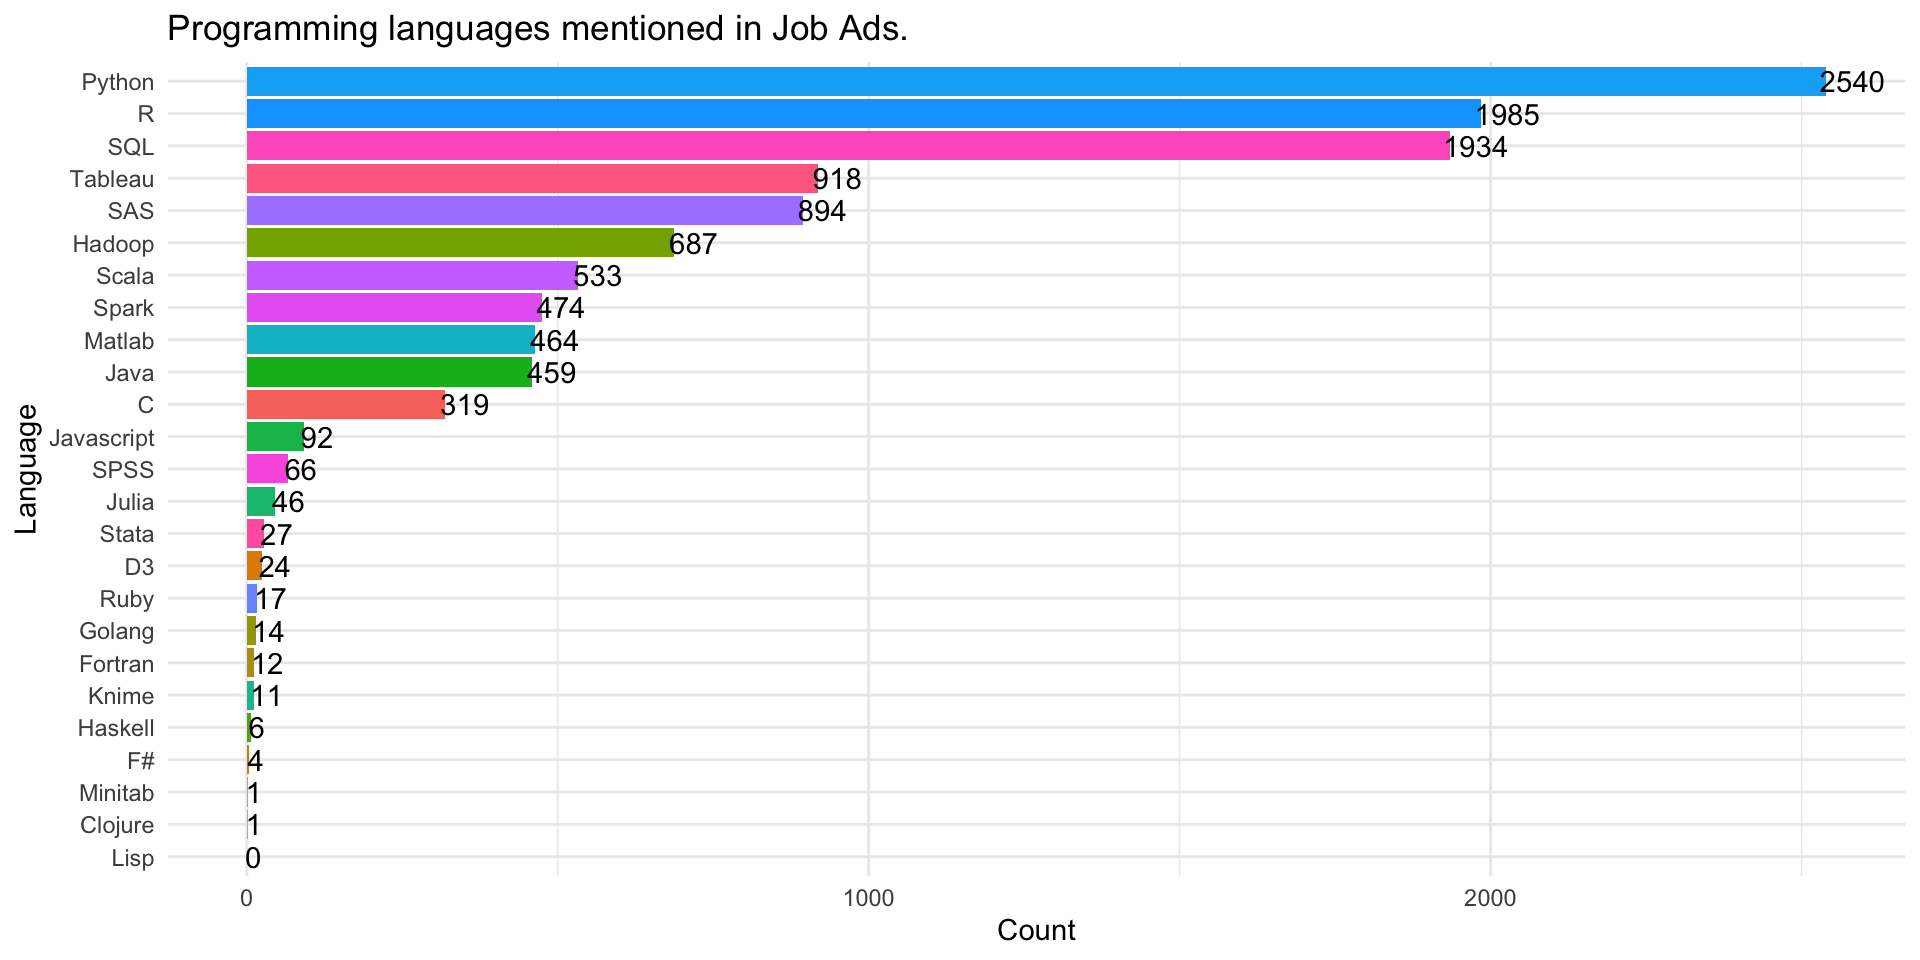 Programming languages mentioned in Job Ads.
Python 2540
R 1985
SQL 1934
Tableau 918
SAS 894
Hadoop 687
Scala 533
Spark 474
Matlab 464
Java 459
C 319
Javascript 92
SPSS 66
Julia 46
Stata 27
D3 24
Ruby 17
Golang 14
Fortran 12
Knime 11
Haskell 6
F# 4
Minitab 1
Clojure 1
Lisp 0
Language
0 1000 2000
Count